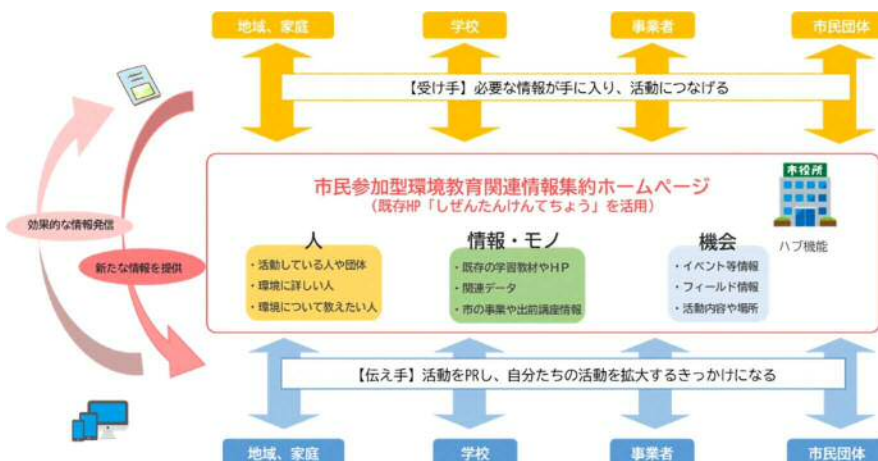 地域、家庭
学校
事業者
市民団体
【受け手】必要な情報が手に入り、活動につなげる
市民参加型環境教育関連情報集約ホームページ
（既存HP「しぜんたんけんてちょう」を活用）
市役所
ハブ機能
効果的な情報発信
新たな情報を提供
人
・活動している人や団体
・環境に詳しい人
・環境について教えたい人
情報・モノ
・既存の学習教材やHP
・関連データ
・市の事業や出前講座情報
機会
・イベント等情報
・フィールド情報
・活動内容や場所
【伝え手】活動をPRし、自分たちの活動を拡大するきっかけになる
地域、家庭
学校
事業者
市民団体